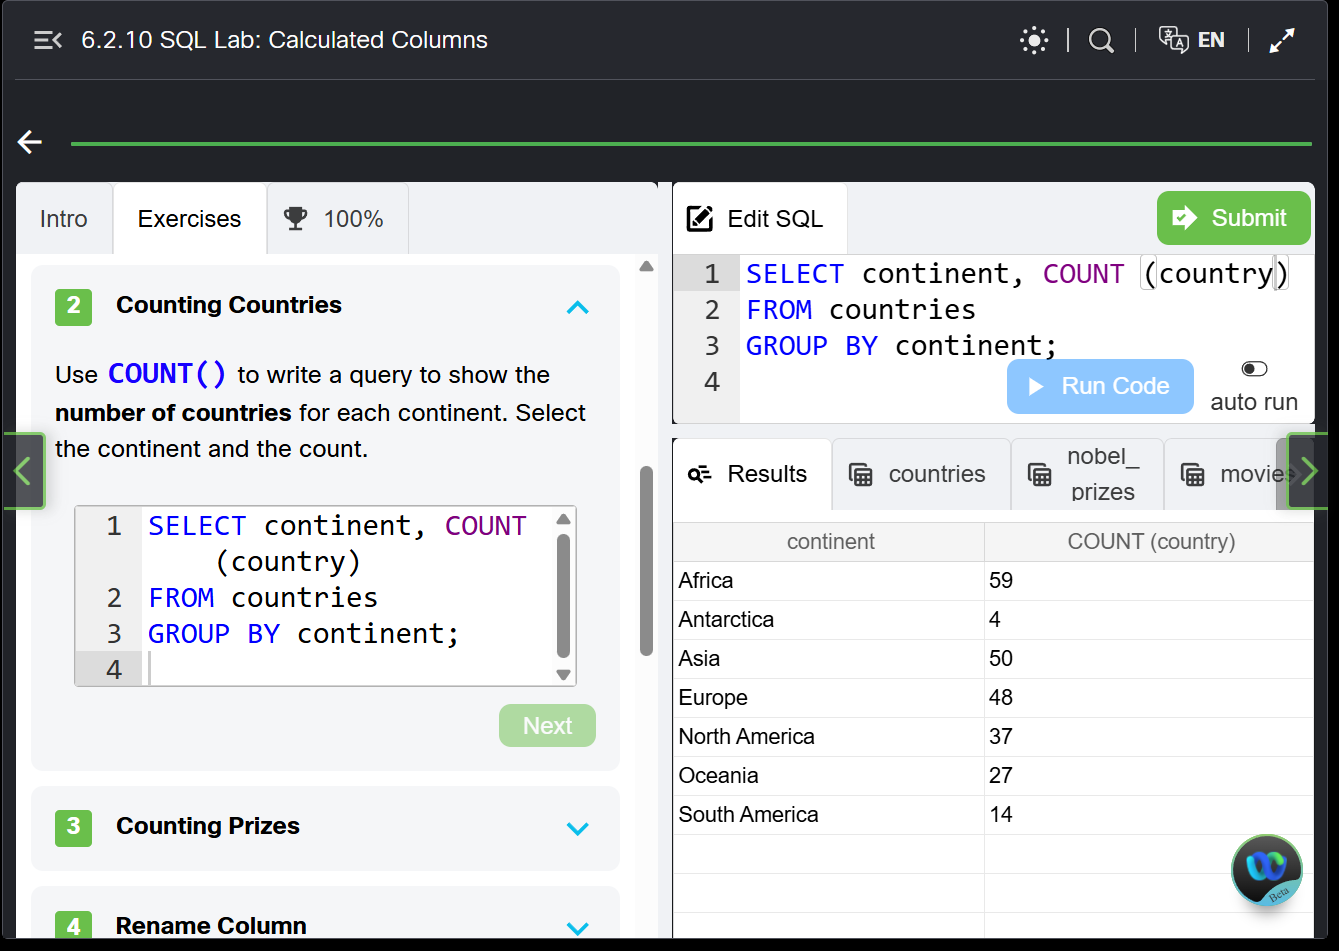 6.2.10 SQL Lab: Calculated Columns
EN
Intro
Exercises
100%
2
Counting Countries
Use COUNT() to write a query to show the
number of countries for each continent. Select
the continent and the count.
1 SELECT continent, COUNT
(country)
2 FROM countries
3 GROUP BY continent;
4
Next
3
Counting Prizes
4
Rename Column
Edit SQL
Submit
1 SELECT continent, COUNT (country)
2 FROM countries
3 GROUP BY continent;
4
Run Code
auto run
Results
countries
nobel_
prizes
movies
continent COUNT (country)
Africa 59
Antarctica 4
Asia 50
Europe 48
North America 37
Oceania 27
South America 14
Beta